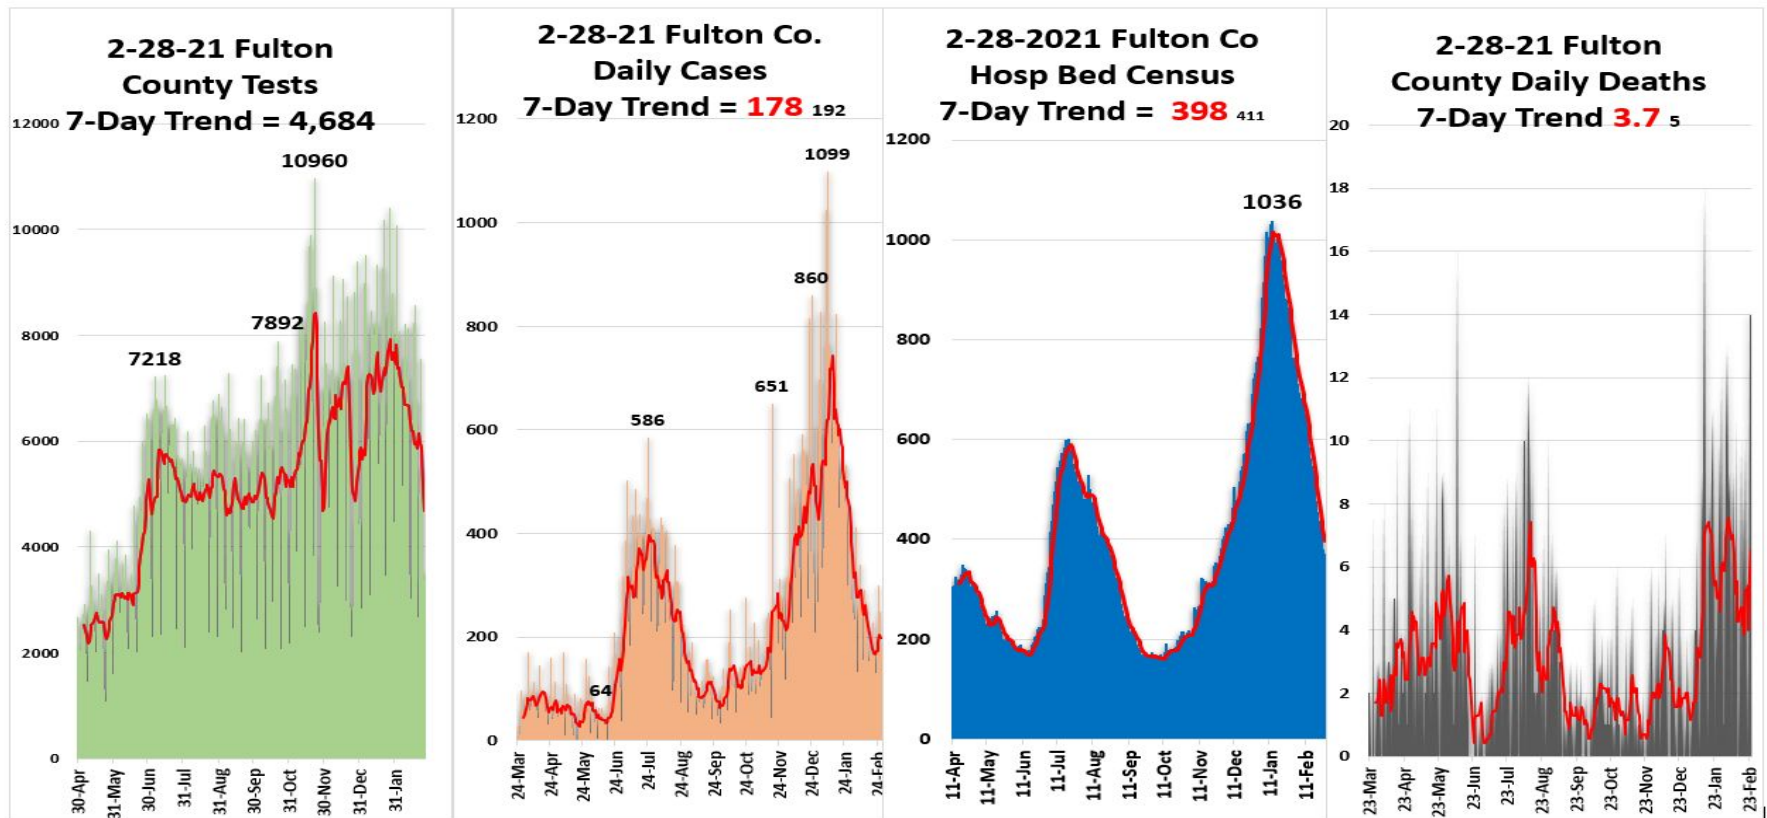 2-28-21 Fulton
County Tests
7-Day Trend = 4,684
12000
10000
8000
6000
4000
2000
0
10960
7892
7218
30-Apr
31-May
30-Jun
31-Jul
31-Aug
30-Sep
31-Oct
30-Nov
31-Dec
31-Jan
2-28-21 Fulton Co.
Daily Cases
7-Day Trend = 178 192
1200
1000
800
600
400
200
0
1099
860
651
586
64
24-Mar
24-Apr
24-May
24-Jun
24-Jul
24-Aug
24-Sep
24-Oct
24-Nov
24-Dec
24-Jan
24-Feb
2-28-2021 Fulton Co
Hosp Bed Census
7-Day Trend = 398 411
1200
1000
800
600
400
200
0
1036
11-Apr
11-May
11-Jun
11-Jul
11-Aug
11-Sep
11-Oct
11-Nov
11-Dec
11-Jan
11-Feb
2-28-21 Fulton
County Daily Deaths
7-Day Trend 3.7 5
20
18
16
14
12
10
8
6
4
2
0
23-Mar
23-Apr
23-May
23-Jun
23-Jul
23-Aug
23-Sep
23-Oct
23-Nov
23-Dec
23-Jan
23-Feb